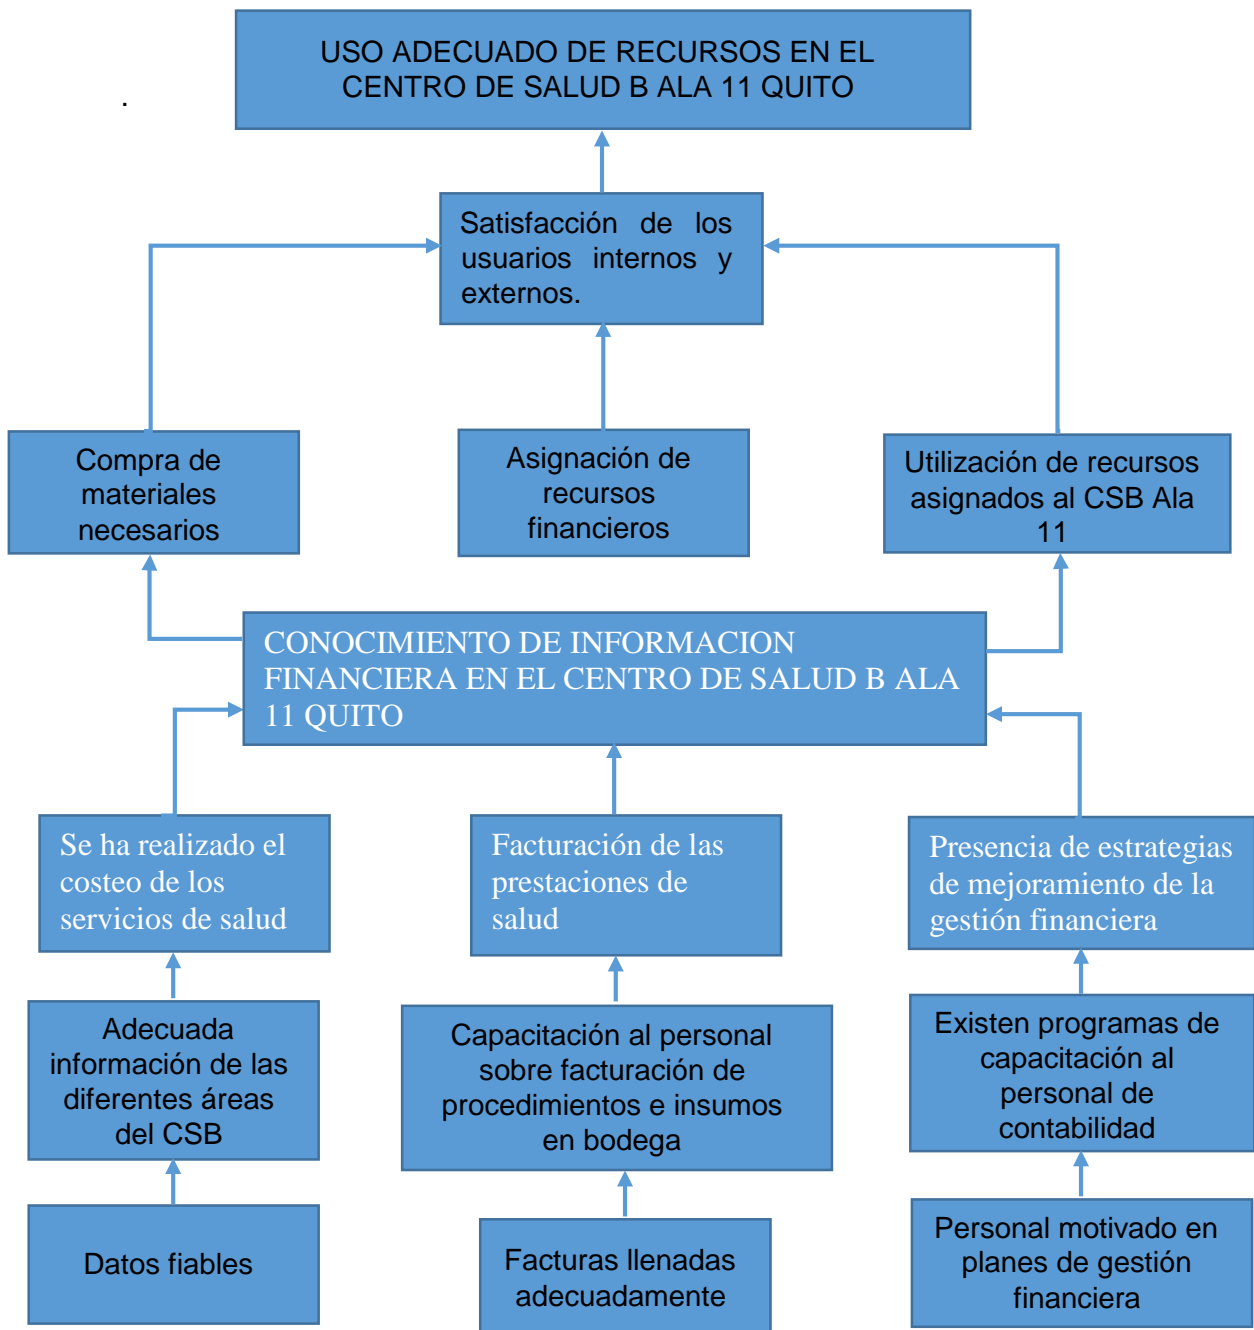 USO ADECUADO DE RECURSOS EN EL
CENTRO DE SALUD B ALA 11 QUITO
.
Satisfacción de los
usuarios internos y
externos.
Compra de
materiales
necesarios
Asignación de
recursos
financieros
Utilización de recursos
asignados al CSB Ala
11
CONOCIMIENTO DE INFORMACION
FINANCIERA EN EL CENTRO DE SALUD B ALA
11 QUITO
Se ha realizado el
costeo de los
servicios de salud
Facturación de las
prestaciones de
salud
Presencia de estrategias
de mejoramiento de la
gestión financiera
Adecuada
información de las
diferentes áreas
del CSB
Capacitación al personal
sobre facturación de
procedimientos e insumos
en bodega
Existen programas de
capacitación al
personal de
contabilidad
Datos fiables
Facturas llenadas
adecuadamente
Personal motivado en
planes de gestión
financiera